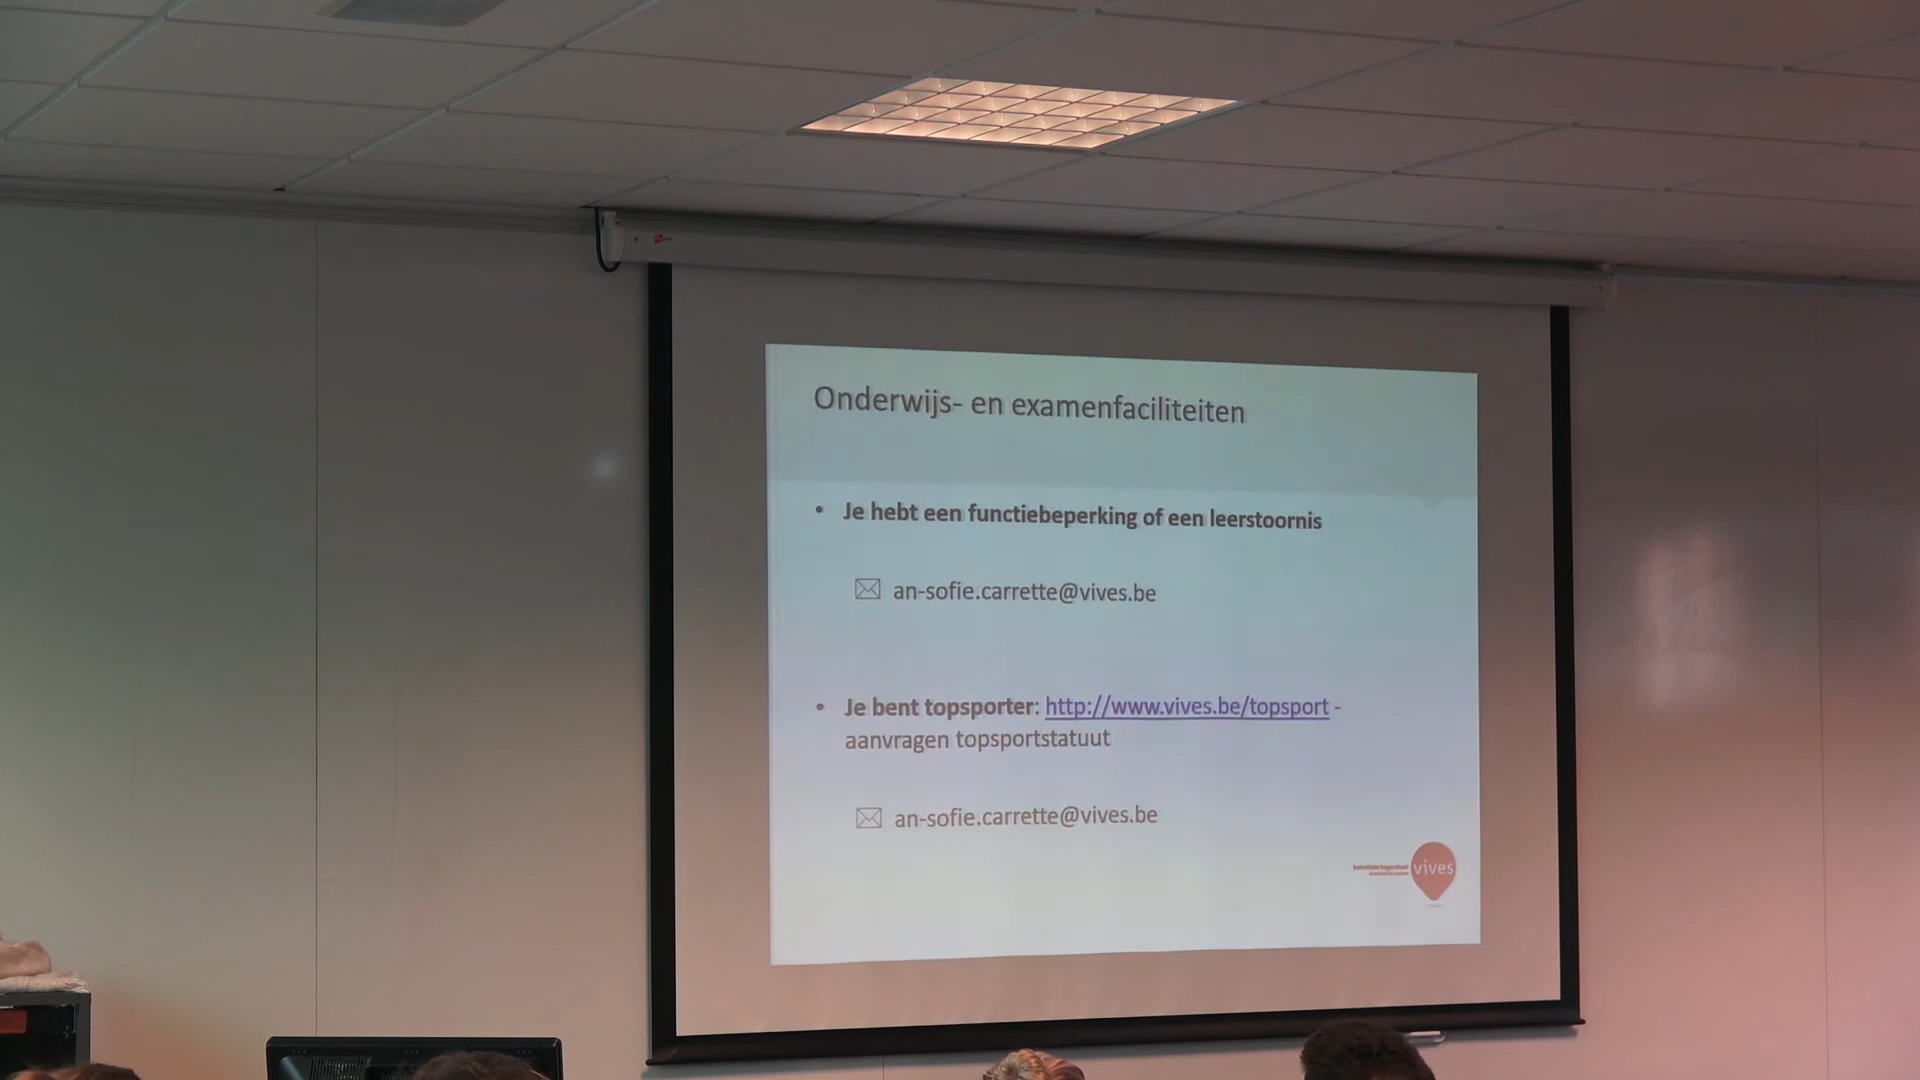 Onderwijs- en examenfaciliteiten
• Je hebt een functiebeperking of een leerstoornis
an-sofie.carrette@vives.be
• Je bent topsporter: http://www.vives.be/topsport -
aanvragen topsportstatuut
an-sofie.carrette@vives.be
vives